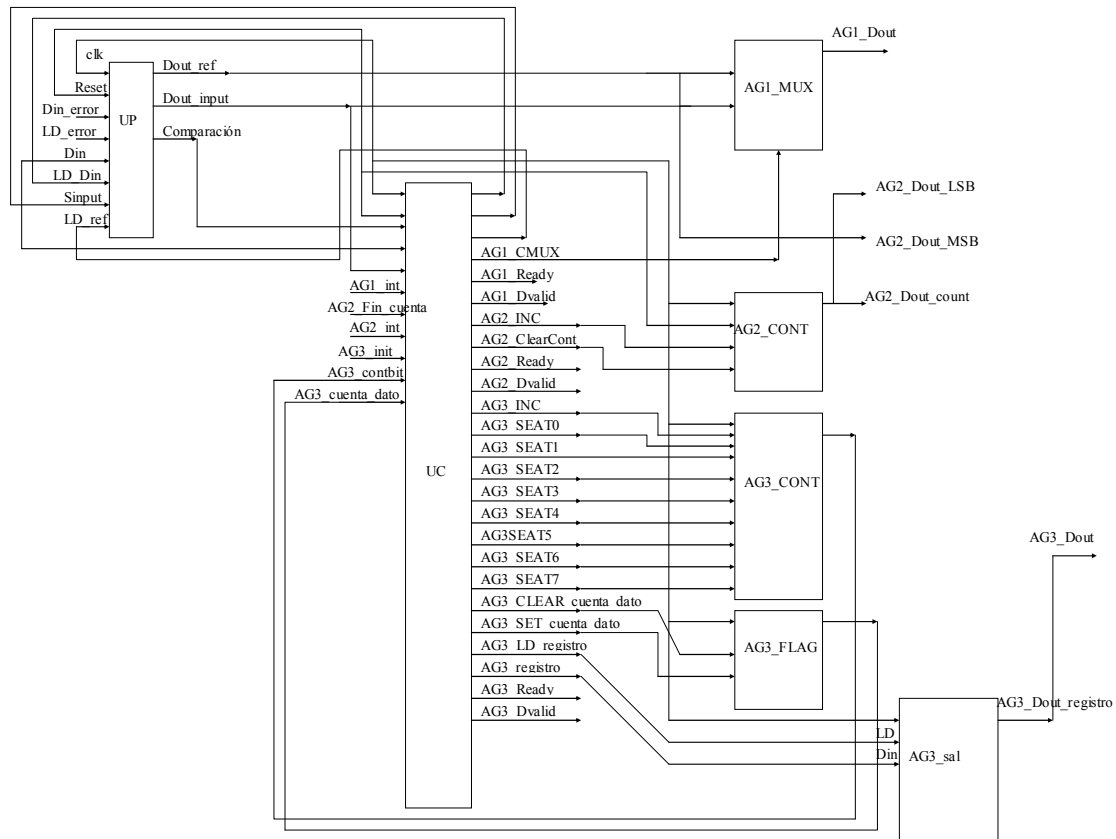 AG1_Dout
clk
Dout_ref
Reset
AG1_MUX
Din_error
Dout_input
UP
LD_error
Comparación
Din
LD_Din
Sinput
LD_ref
AG2_Dout_LSB
AG2_Dout_MSB
AG1_CMUX
AG1_Ready
AG1_int
AG1_Dvalid
AG2_Dout_count
AG2_Fin_cuenta
AG2_INC
AG2_CONT
AG2_int
AG2_ClearCont
AG3_init
AG2_Ready
AG3_contbit
AG2_Dvalid
AG3_cuenta_dato
AG3_INC
AG3_SEAT0
AG3_SEAT1
UC
AG3_SEAT2
AG3_CONT
AG3_SEAT3
AG3_SEAT4
AG3SEAT5
AG3_Dout
AG3_SEAT6
AG3_SEAT7
AG3_CLEAR_cuenta_dato
AG3_SET_cuenta_dato
AG3_FLAG
AG3_LD_registro
AG3_registro
AG3_Ready
AG3_Dout_registro
AG3_Dvalid
LD
Din
AG3_sal